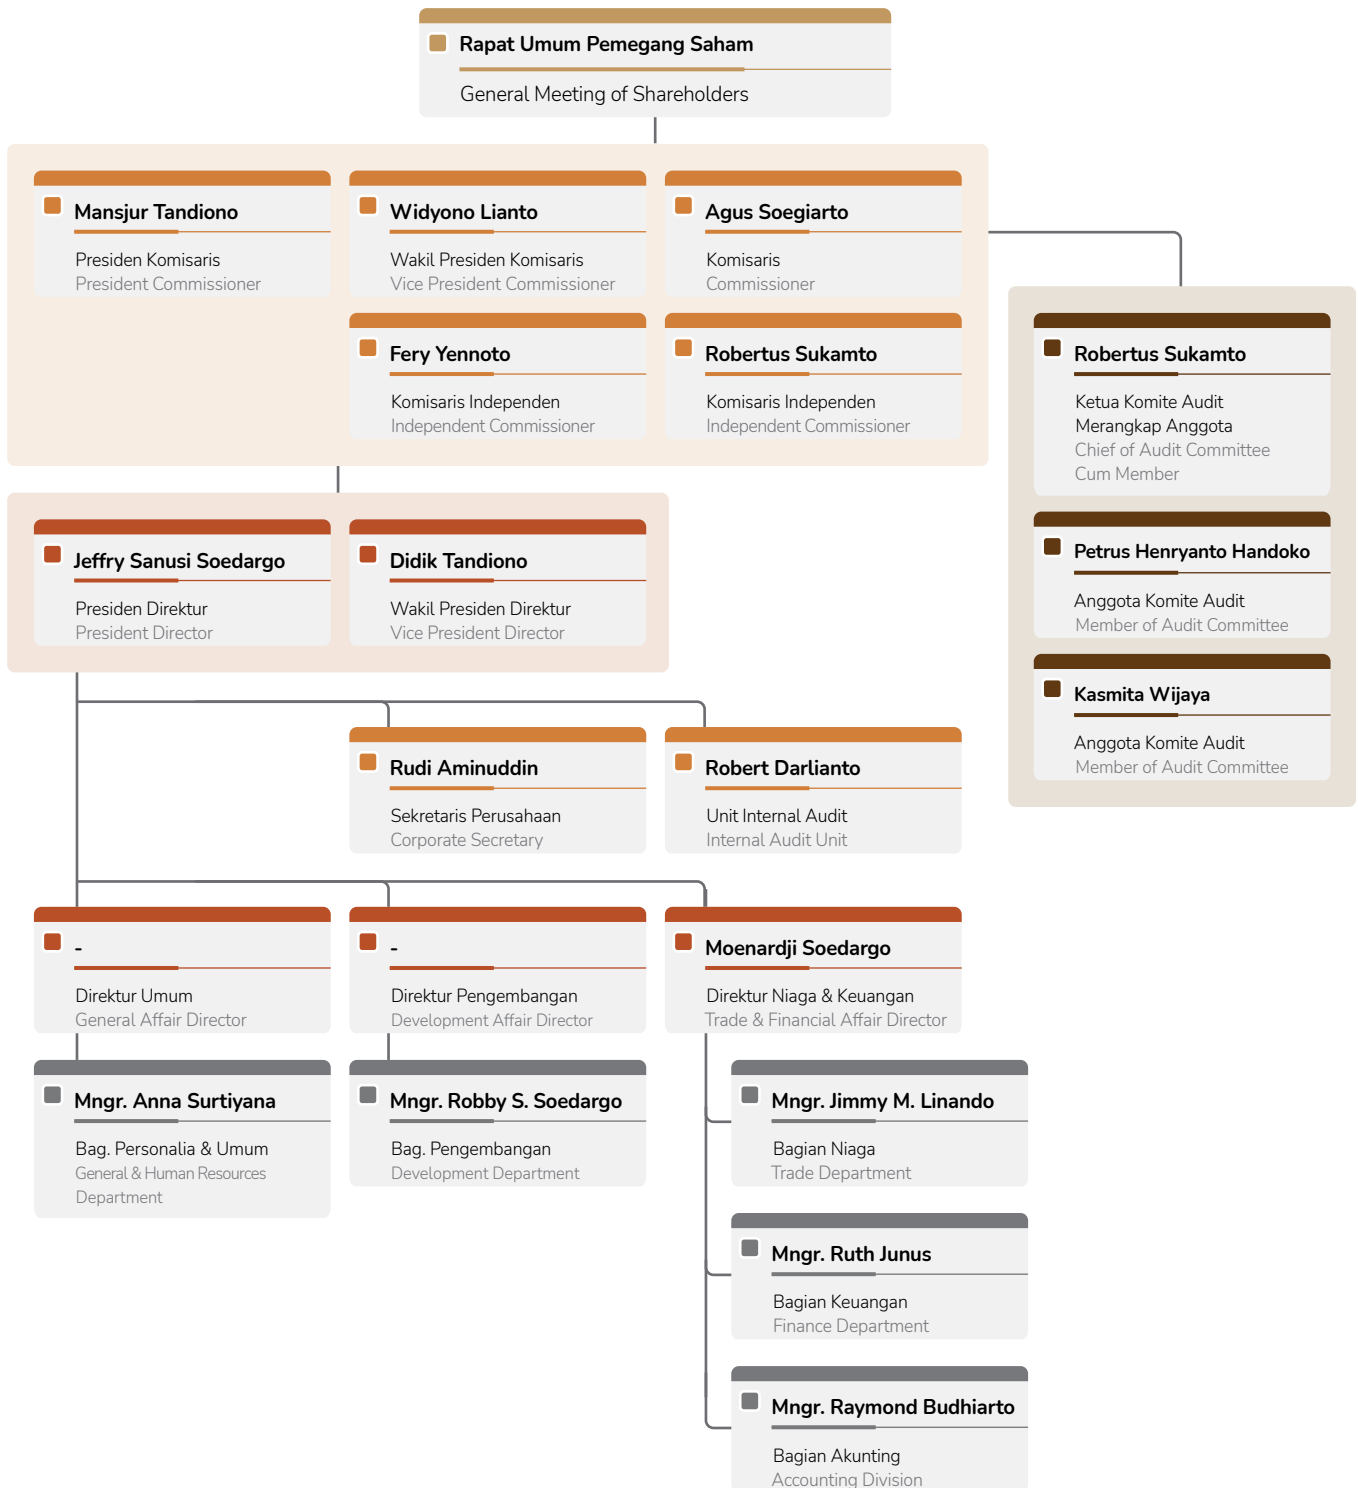 Rapat Umum Pemegang Saham
General Meeting of Shareholders
Mansjur Tandiono
Presiden Komisaris
President Commissioner
Widyono Lianto
Wakil Presiden Komisaris
Vice President Commissioner
Agus Soegiarto
Komisaris
Commissioner
Fery Yennoto
Komisaris Independen
Independent Commissioner
Robertus Sukamto
Komisaris Independen
Independent Commissioner
Robertus Sukamto
Ketua Komite Audit
Merangkap Anggota
Chief of Audit Committee
Cum Member
Petrus Henryanto Handoko
Anggota Komite Audit
Member of Audit Committee
Kasmita Wijaya
Anggota Komite Audit
Member of Audit Committee
Jeffry Sanusi Soedargo
Presiden Direktur
President Director
Didik Tandiono
Wakil Presiden Direktur
Vice President Director
Rudi Aminuddin
Sekretaris Perusahaan
Corporate Secretary
Robert Darlianto
Unit Internal Audit
Internal Audit Unit
-
Direktur Umum
General Affair Director
-
Direktur Pengembangan
Development Affair Director
Moenardji Soedargo
Direktur Niaga & Keuangan
Trade & Financial Affair Director
Mngr. Anna Surtiyana
Bag. Personalia & Umum
General & Human Resources
Department
Mngr. Robby S. Soedargo
Bag. Pengembangan
Development Department
Mngr. Jimmy M. Linando
Bagian Niaga
Trade Department
Mngr. Ruth Junus
Bagian Keuangan
Finance Department
Mngr. Raymond Budhiarto
Bagian Akunting
Accounting Division